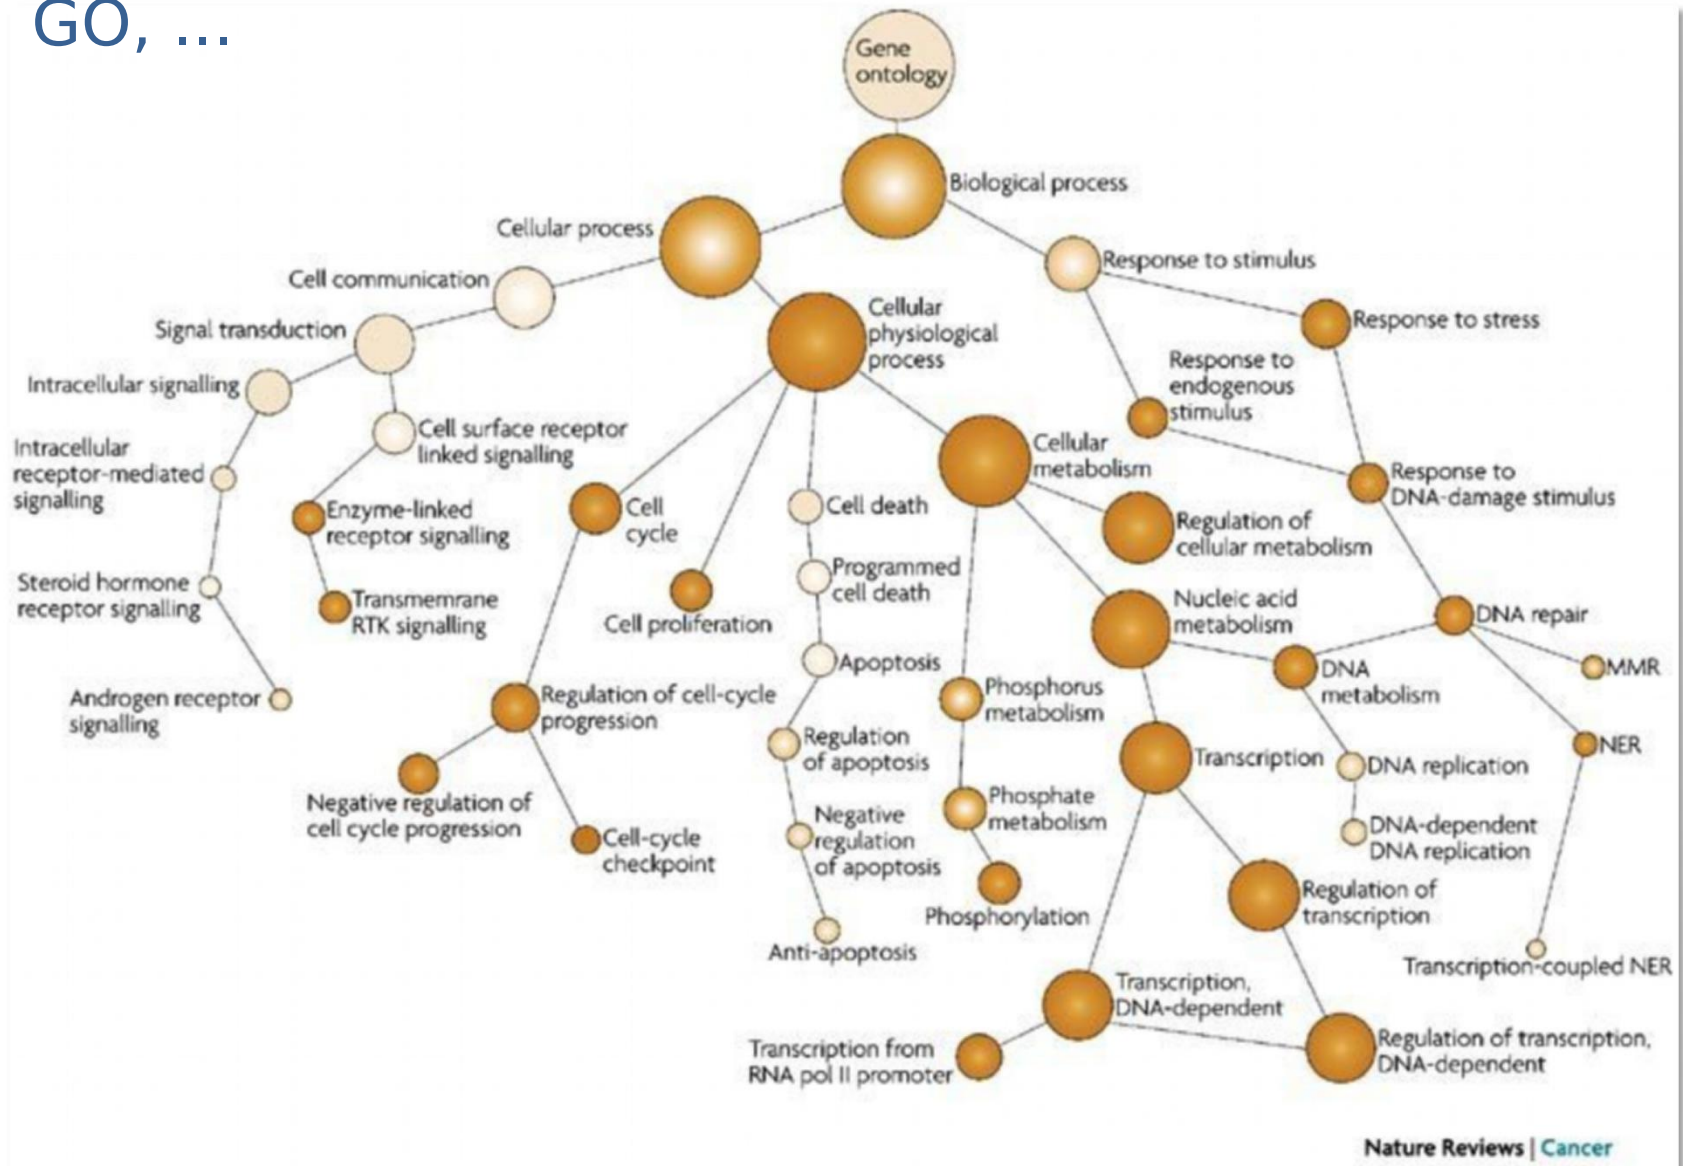 GO, ...
Gene
ontology
Biological process
Cellular process
Response to stimulus
Cell communication
Cellular
physiological
process
Response to stress
Signal transduction
Response to
endogenous
stimulus
Intracellular signalling
Cell surface receptor
linked signalling
Cellular
metabolism
Intracellular
receptor-mediated
signalling
Response to
DNA-damage stimulus
Enzyme-linked
receptor signalling
Cell
cycle
Cell death
Regulation of
cellular metabolism
Programmed
cell death
Steroid hormone
receptor signalling
Transmemrane
RTK signalling
Cell proliferation
Nucleic acid
metabolism
DNA repair
Apoptosis
DNA
metabolism
MMR
Androgen receptor
signalling
Regulation of cell-cycle
progression
Phosphorus
metabolism
Regulation
of apoptosis
Transcription
DNA replication
NER
Negative regulation of
cell cycle progression
Cell-cycle
checkpoint
Negative
regulation
of apoptosis
Phosphate
metabolism
DNA-dependent
DNA replication
Phosphorylation
Regulation of
transcription
Anti-apoptosis
Transcription-coupled NER
Transcription,
DNA-dependent
Transcription from
RNA pol II promoter
Regulation of transcription,
DNA-dependent
Nature Reviews | Cancer